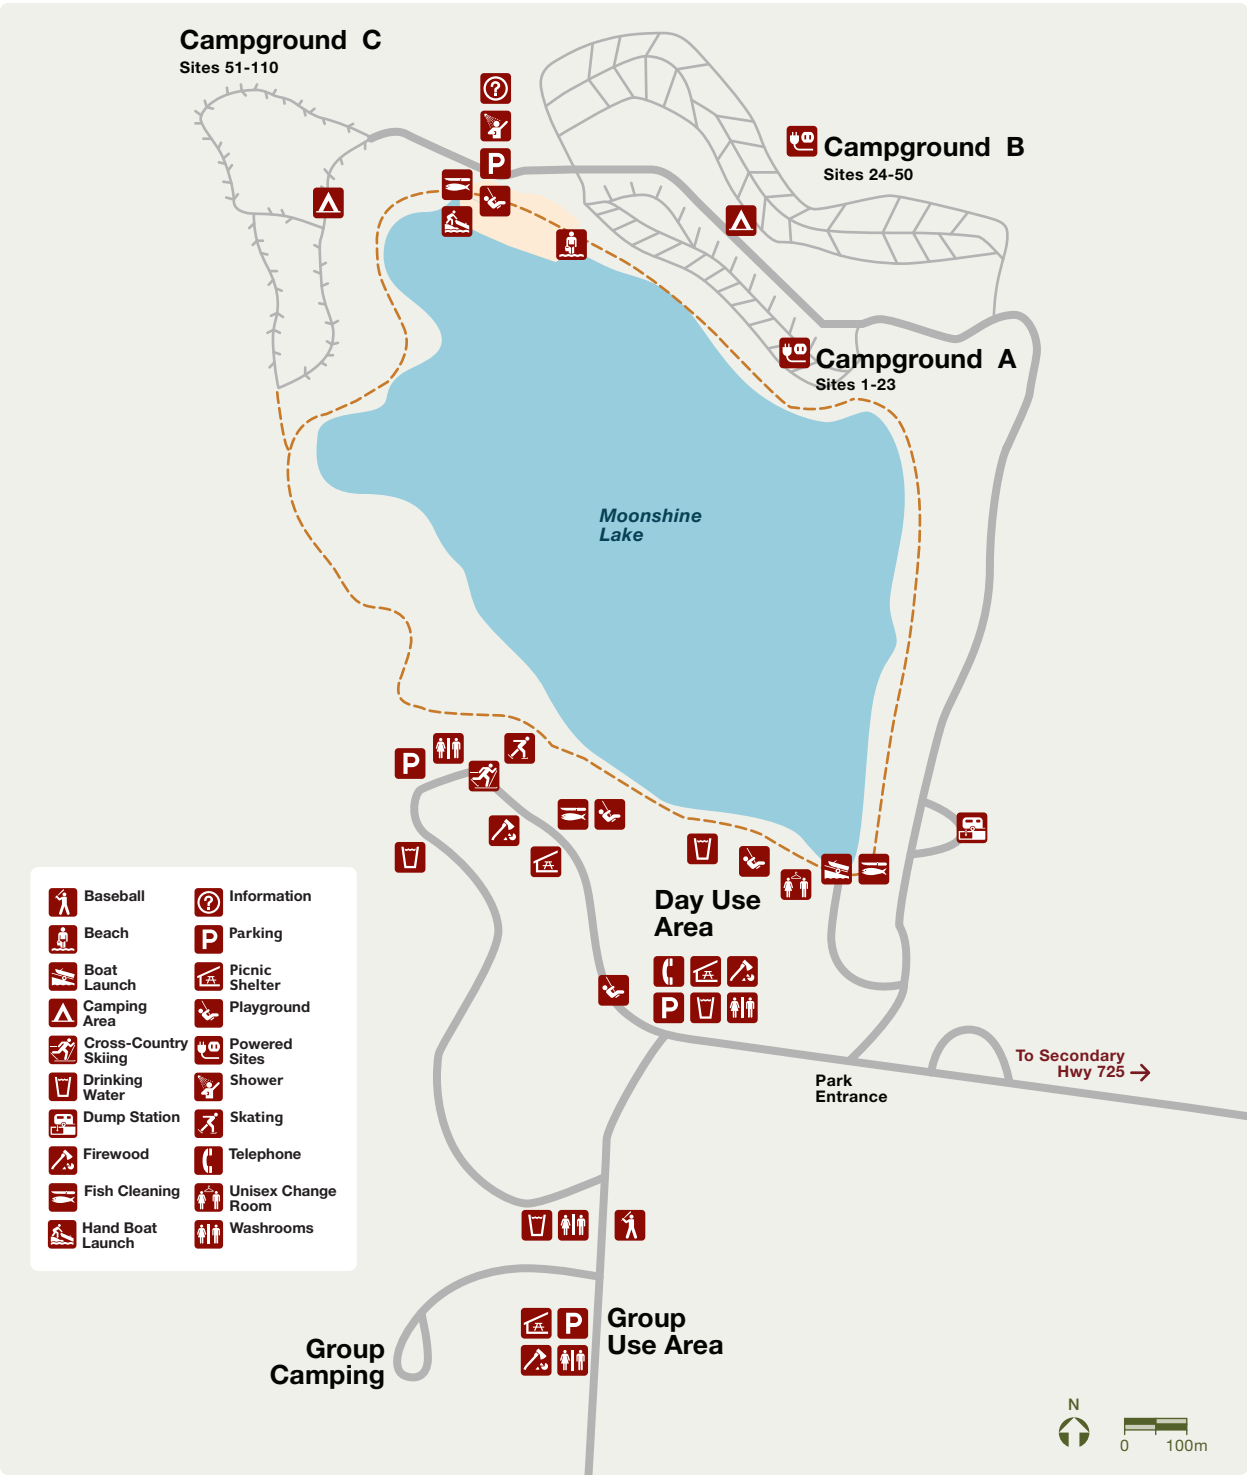 Campground C
Sites 51-110
Campground B
Sites 24-50
Campground A
Sites 1-23
Moonshine
Lake
Day Use
Area
To Secondary
Hwy 725
Park
Entrance
Group
Use Area
Group
Camping
Baseball
Beach
Boat
Launch
Camping
Area
Cross-Country
Skiing
Drinking
Water
Dump Station
Firewood
Fish Cleaning
Hand Boat
Launch
Information
Parking
Picnic
Shelter
Playground
Powered
Sites
Shower
Skating
Telephone
Unisex Change
Room
Washrooms
?
P
P
P
P
?
P
N
0 100m